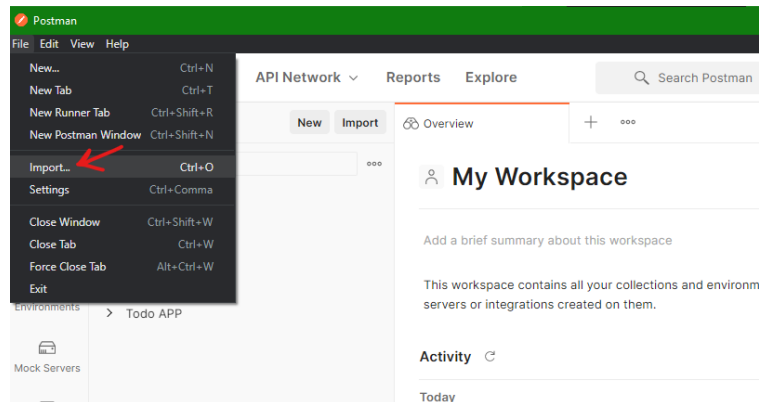 Postman
File Edit View Help
New... Ctrl+N
New Tab Ctrl+T
New Runner Tab Ctrl+Shift+R
New Postman Window Ctrl+Shift+N
Import... Ctrl+O
Settings Ctrl+Comma
Close Window Ctrl+Shift+W
Close Tab Ctrl+W
Force Close Tab Alt+Ctrl+W
Exit
Environments
Mock Servers
API Network Reports Explore Search Postman
New Import
Todo APP
Overview
My Workspace
Add a brief summary about this workspace
This workspace contains all your collections and environm
servers or integrations created on them.
Activity
Today